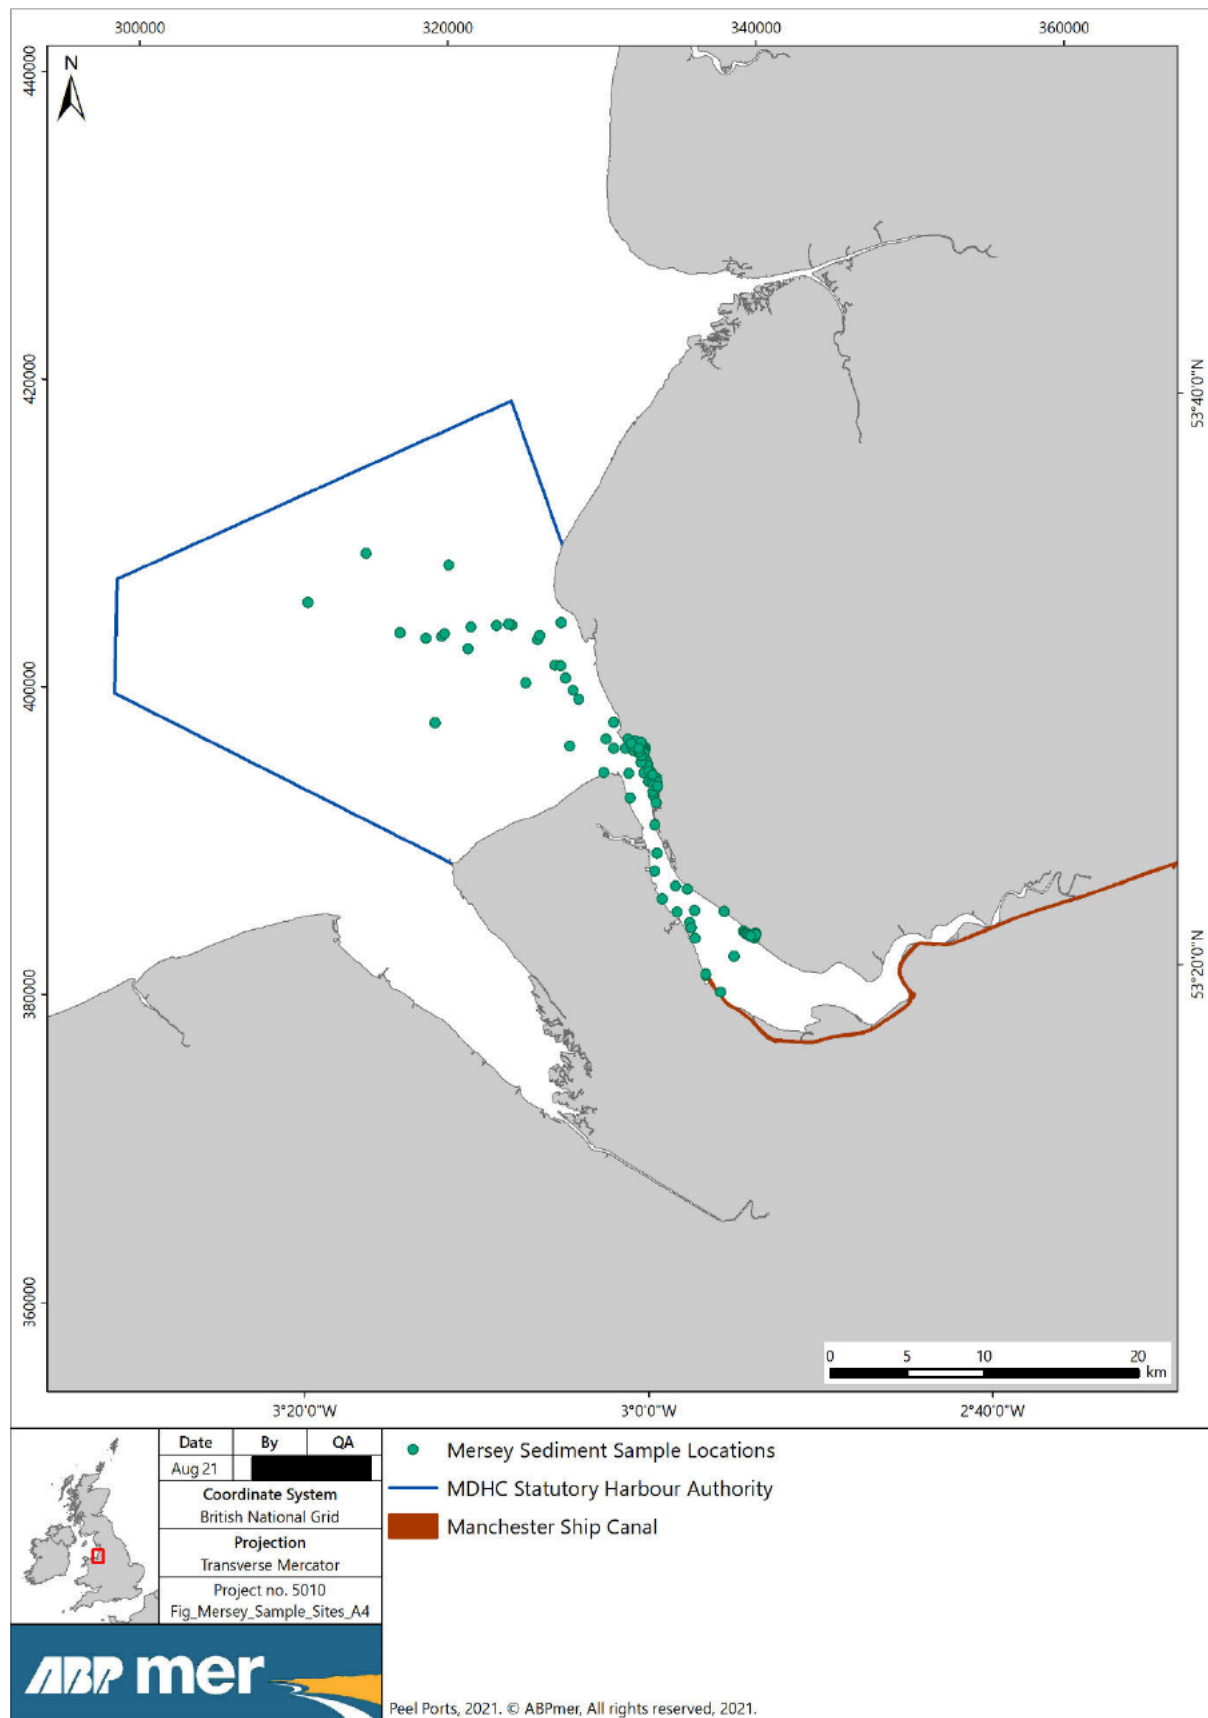 300000 320000 340000 360000
N
440000
420000
400000
380000
360000
53°40'0"N
53°20'0"N
0 5 10 20
km
3°20'0"W 3°0'0"W 2°40'0"W
Date By QA
Aug 21
Coordinate System
British National Grid
Projection
Transverse Mercator
Project no. 5010
Fig_Mersey_Sample_Sites_A4
Mersey Sediment Sample Locations
MDHC Statutory Harbour Authority
Manchester Ship Canal
ABP mer
Peel Ports, 2021. © ABPmer, All rights reserved, 2021.